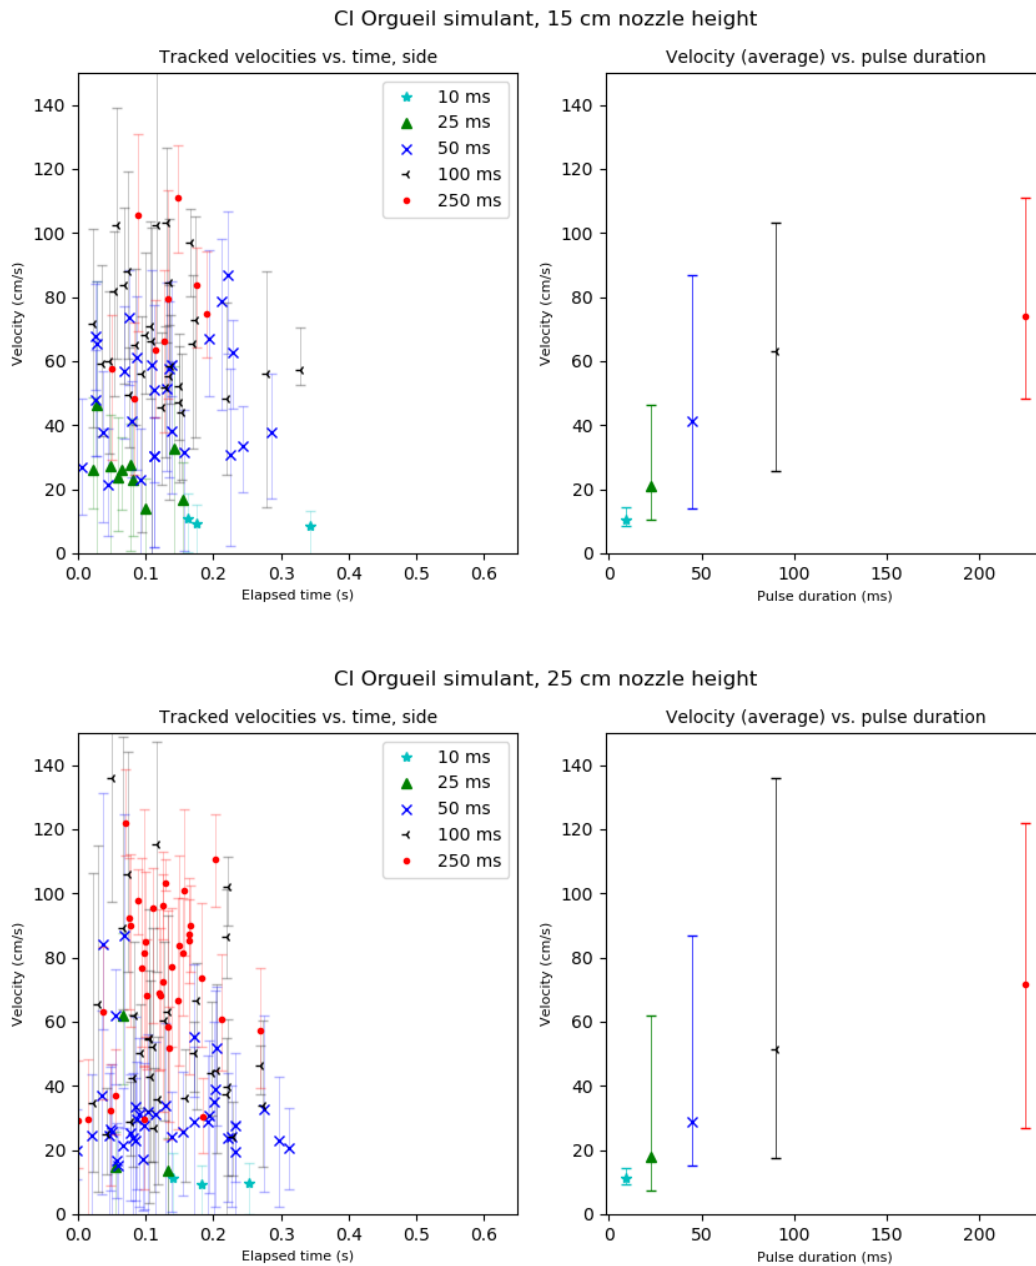 CI Orgueil simulant, 15 cm nozzle height
Tracked velocities vs. time, side
Velocity (average) vs. pulse duration
140
120
100
80
60
40
20
0
Velocity (cm/s)
0.0 0.1 0.2 0.3 0.4 0.5 0.6
Elapsed time (s)
10 ms
25 ms
50 ms
100 ms
250 ms
140
120
100
80
60
40
20
0
Velocity (cm/s)
0 50 100 150 200
Pulse duration (ms)
CI Orgueil simulant, 25 cm nozzle height
Tracked velocities vs. time, side
Velocity (average) vs. pulse duration
140
120
100
80
60
40
20
0
Velocity (cm/s)
0.0 0.1 0.2 0.3 0.4 0.5 0.6
Elapsed time (s)
10 ms
25 ms
50 ms
100 ms
250 ms
140
120
100
80
60
40
20
0
Velocity (cm/s)
0 50 100 150 200
Pulse duration (ms)